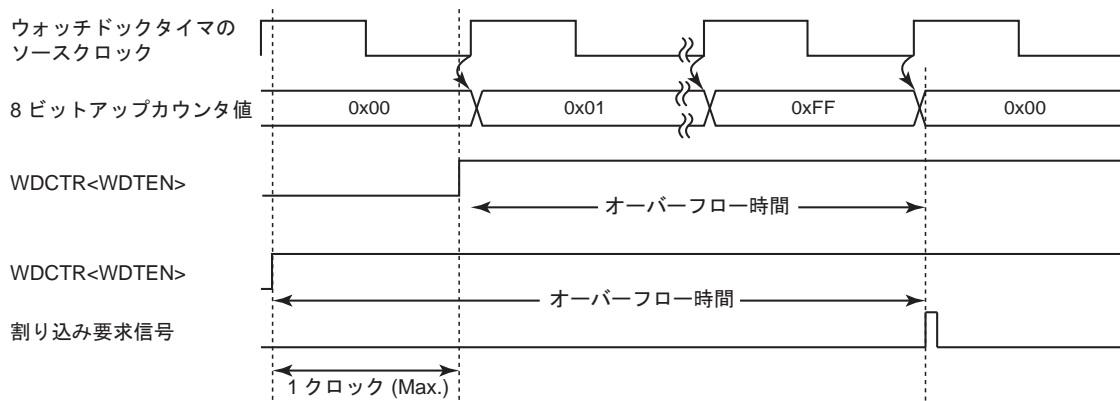 ウォッチドックタイマの
ソースクロック
8 ビットアップカウンタ値
0x00 0x01 0xFF 0x00
WDCTR<WDTEN>
オーバーフロー時間
WDCTR<WDTEN>
オーバーフロー時間
割り込み要求信号
1 クロック (Max.)